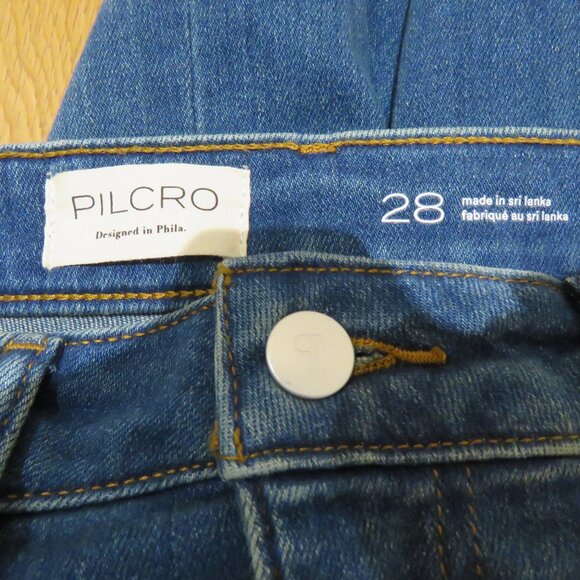 PILCRO
Designed in Phila.
28
made in sri lanka
fabriqué au sri lanka